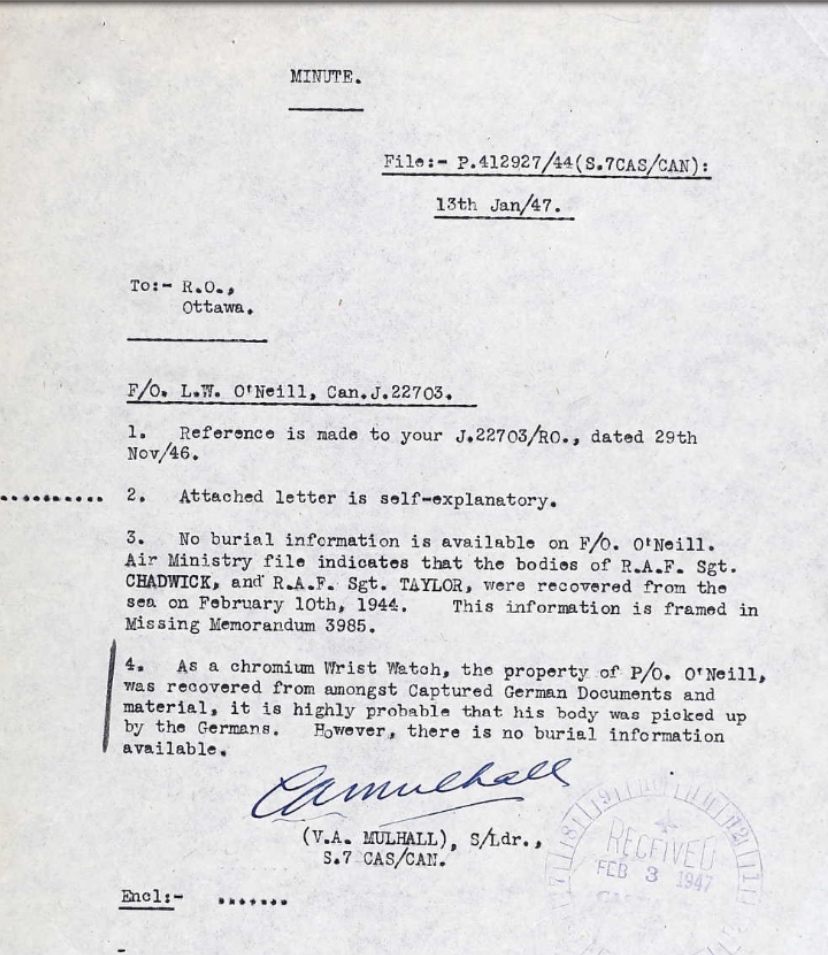 MINUTE.
File:- P.412927/44(S.7CAS/CAN):
13th Jan/47.
To:- R.O.,
Ottawa.
F/O. L.W. O'Neill, Can.J.22703.
1. Reference is made to your J.22703/RO., dated 29th
Nov/46.
2. Attached letter is self-explanatory.
3. No burial information is available on F/O. O'Neill.
Air Ministry file indicates that the bodies of R.A.F. Sgt.
CHADWICK, and R.A.F. Sgt. TAYLOR, were recovered from the
sea on February 10th, 1944. This information is framed in
Missing Memorandum 3985.
4. As a chromium Wrist Watch, the property of P/O. O'Neill,
was recovered from amongst Captured German Documents and
material, it is highly probable that his body was picked up
by the Germans. However, there is no burial information
available.
(V.A. MULHALL), S/Ldr.,
S.7 CAS/CAN.
RECEIVED
FEB 3 1947
Encl:- .......